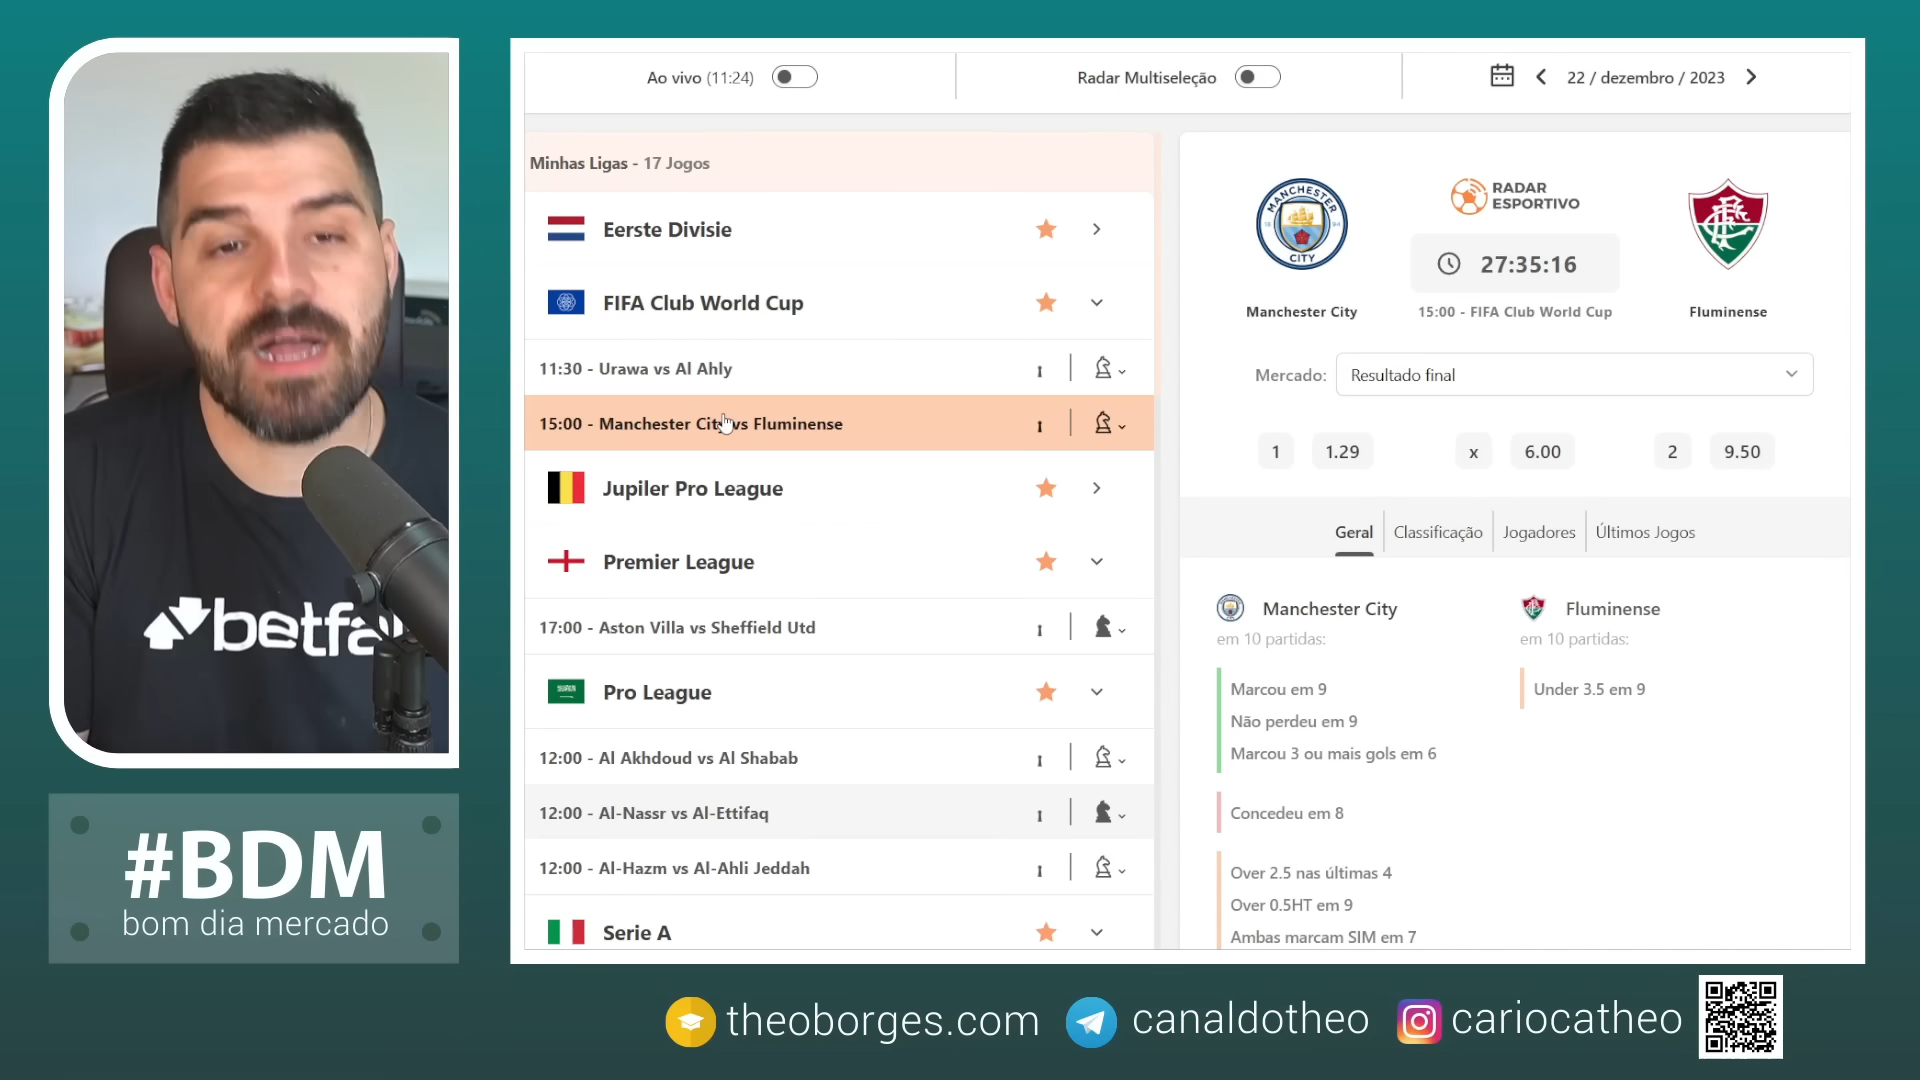 Ao vivo (11:24)
Radar Multiseleção
22 / dezembro / 2023
Minhas Ligas - 17 Jogos
Eerste Divisie
FIFA Club World Cup
11:30 - Urawa vs Al Ahly
15:00 - Manchester City vs Fluminense
Jupiler Pro League
Premier League
17:00 - Aston Villa vs Sheffield Utd
Pro League
12:00 - Al Akhdoud vs Al Shabab
12:00 - Al-Nassr vs Al-Ettifaq
12:00 - Al-Hazm vs Al-Ahli Jeddah
Serie A
MANCHESTER
CITY
RADAR
ESPORTIVO
27:35:16
Manchester City
15:00 - FIFA Club World Cup
Fluminense
Mercado:
Resultado final
1 1.29 x 6.00 2 9.50
Geral
Classificação
Jogadores
Últimos Jogos
Manchester City
em 10 partidas:
Marcou em 9
Não perdeu em 9
Marcou 3 ou mais gols em 6
Concedeu em 8
Over 2.5 nas últimas 4
Over 0.5HT em 9
Ambas marcam SIM em 7
Fluminense
em 10 partidas:
Under 3.5 em 9
betfa
#BDM
bom dia mercado
theoborges.com
canaldotheo
cariocatheo